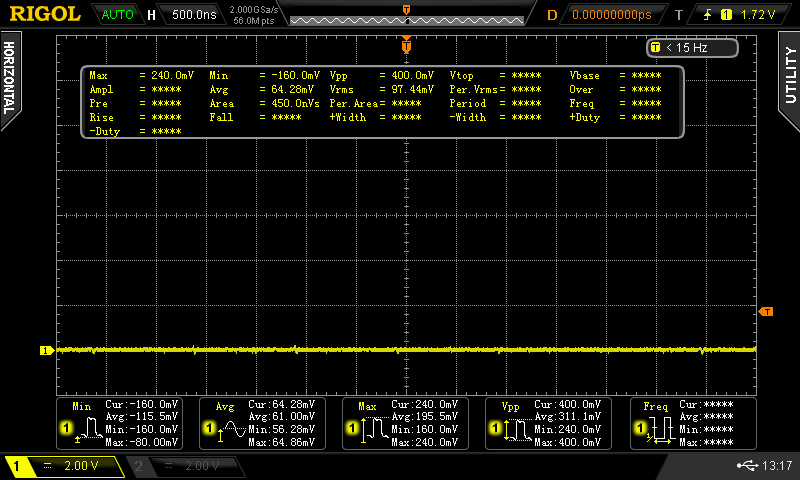 RIGOL AUTO H 500.0ns 2.000GSa/s 56.0M pts T D 0.00000000ps T 1 1.72 V
HORIZONTAL
UTILITY
T
T < 15 Hz
Max = 240.0mV Min = -160.0mV Vpp = 400.0mV Vtop = ***** Vbase = *****
Ampl = ***** Avg = 64.28mV Vrms = 97.44mV Per.Vrms= ***** Over = *****
Pre = ***** Area = 450.0nVs Per.Area= ***** Period = ***** Freq = *****
Rise = ***** Fall = ***** +Width = ***** -Width = ***** +Duty = *****
-Duty = *****
T
1
Min
1
Cur:-160.0mV
Avg:-115.5mV
Min:-160.0mV
Max:-80.00mV
Avg
1
Cur:64.28mV
Avg:61.00mV
Min:56.28mV
Max:64.86mV
Max
1
Cur:240.0mV
Avg:195.5mV
Min:160.0mV
Max:240.0mV
Vpp
1
Cur:400.0mV
Avg:311.1mV
Min:240.0mV
Max:400.0mV
Freq
1
Cur:*****
Avg:*****
Min:*****
Max:*****
1 2.00 V 2 2.00 V 13:17